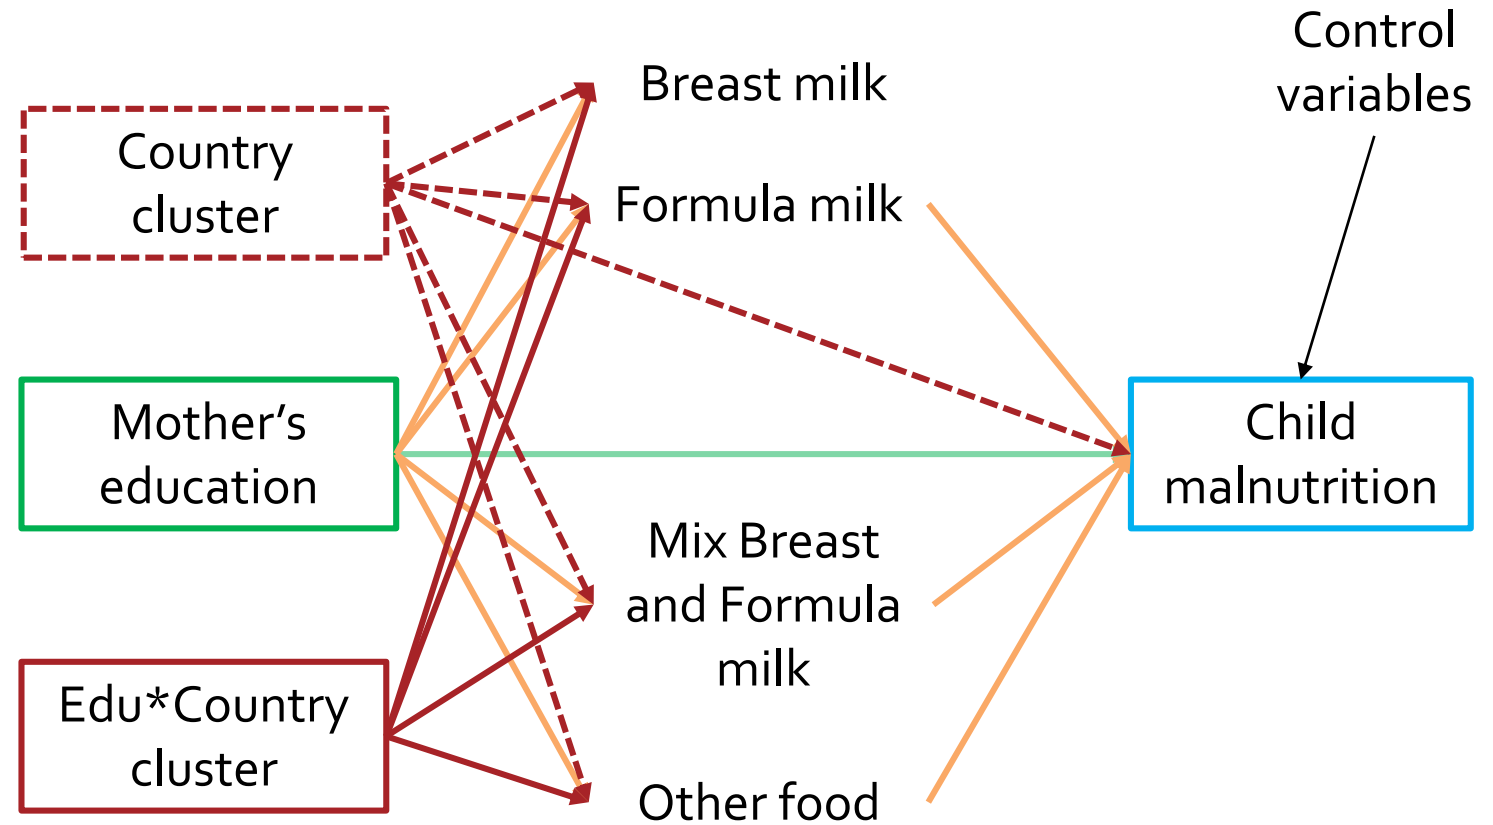 Control
variables
Breast milk
Country
cluster
Formula milk
Mother’s
education
Child
malnutrition
Mix Breast
and Formula
milk
Edu*Country
cluster
Other food